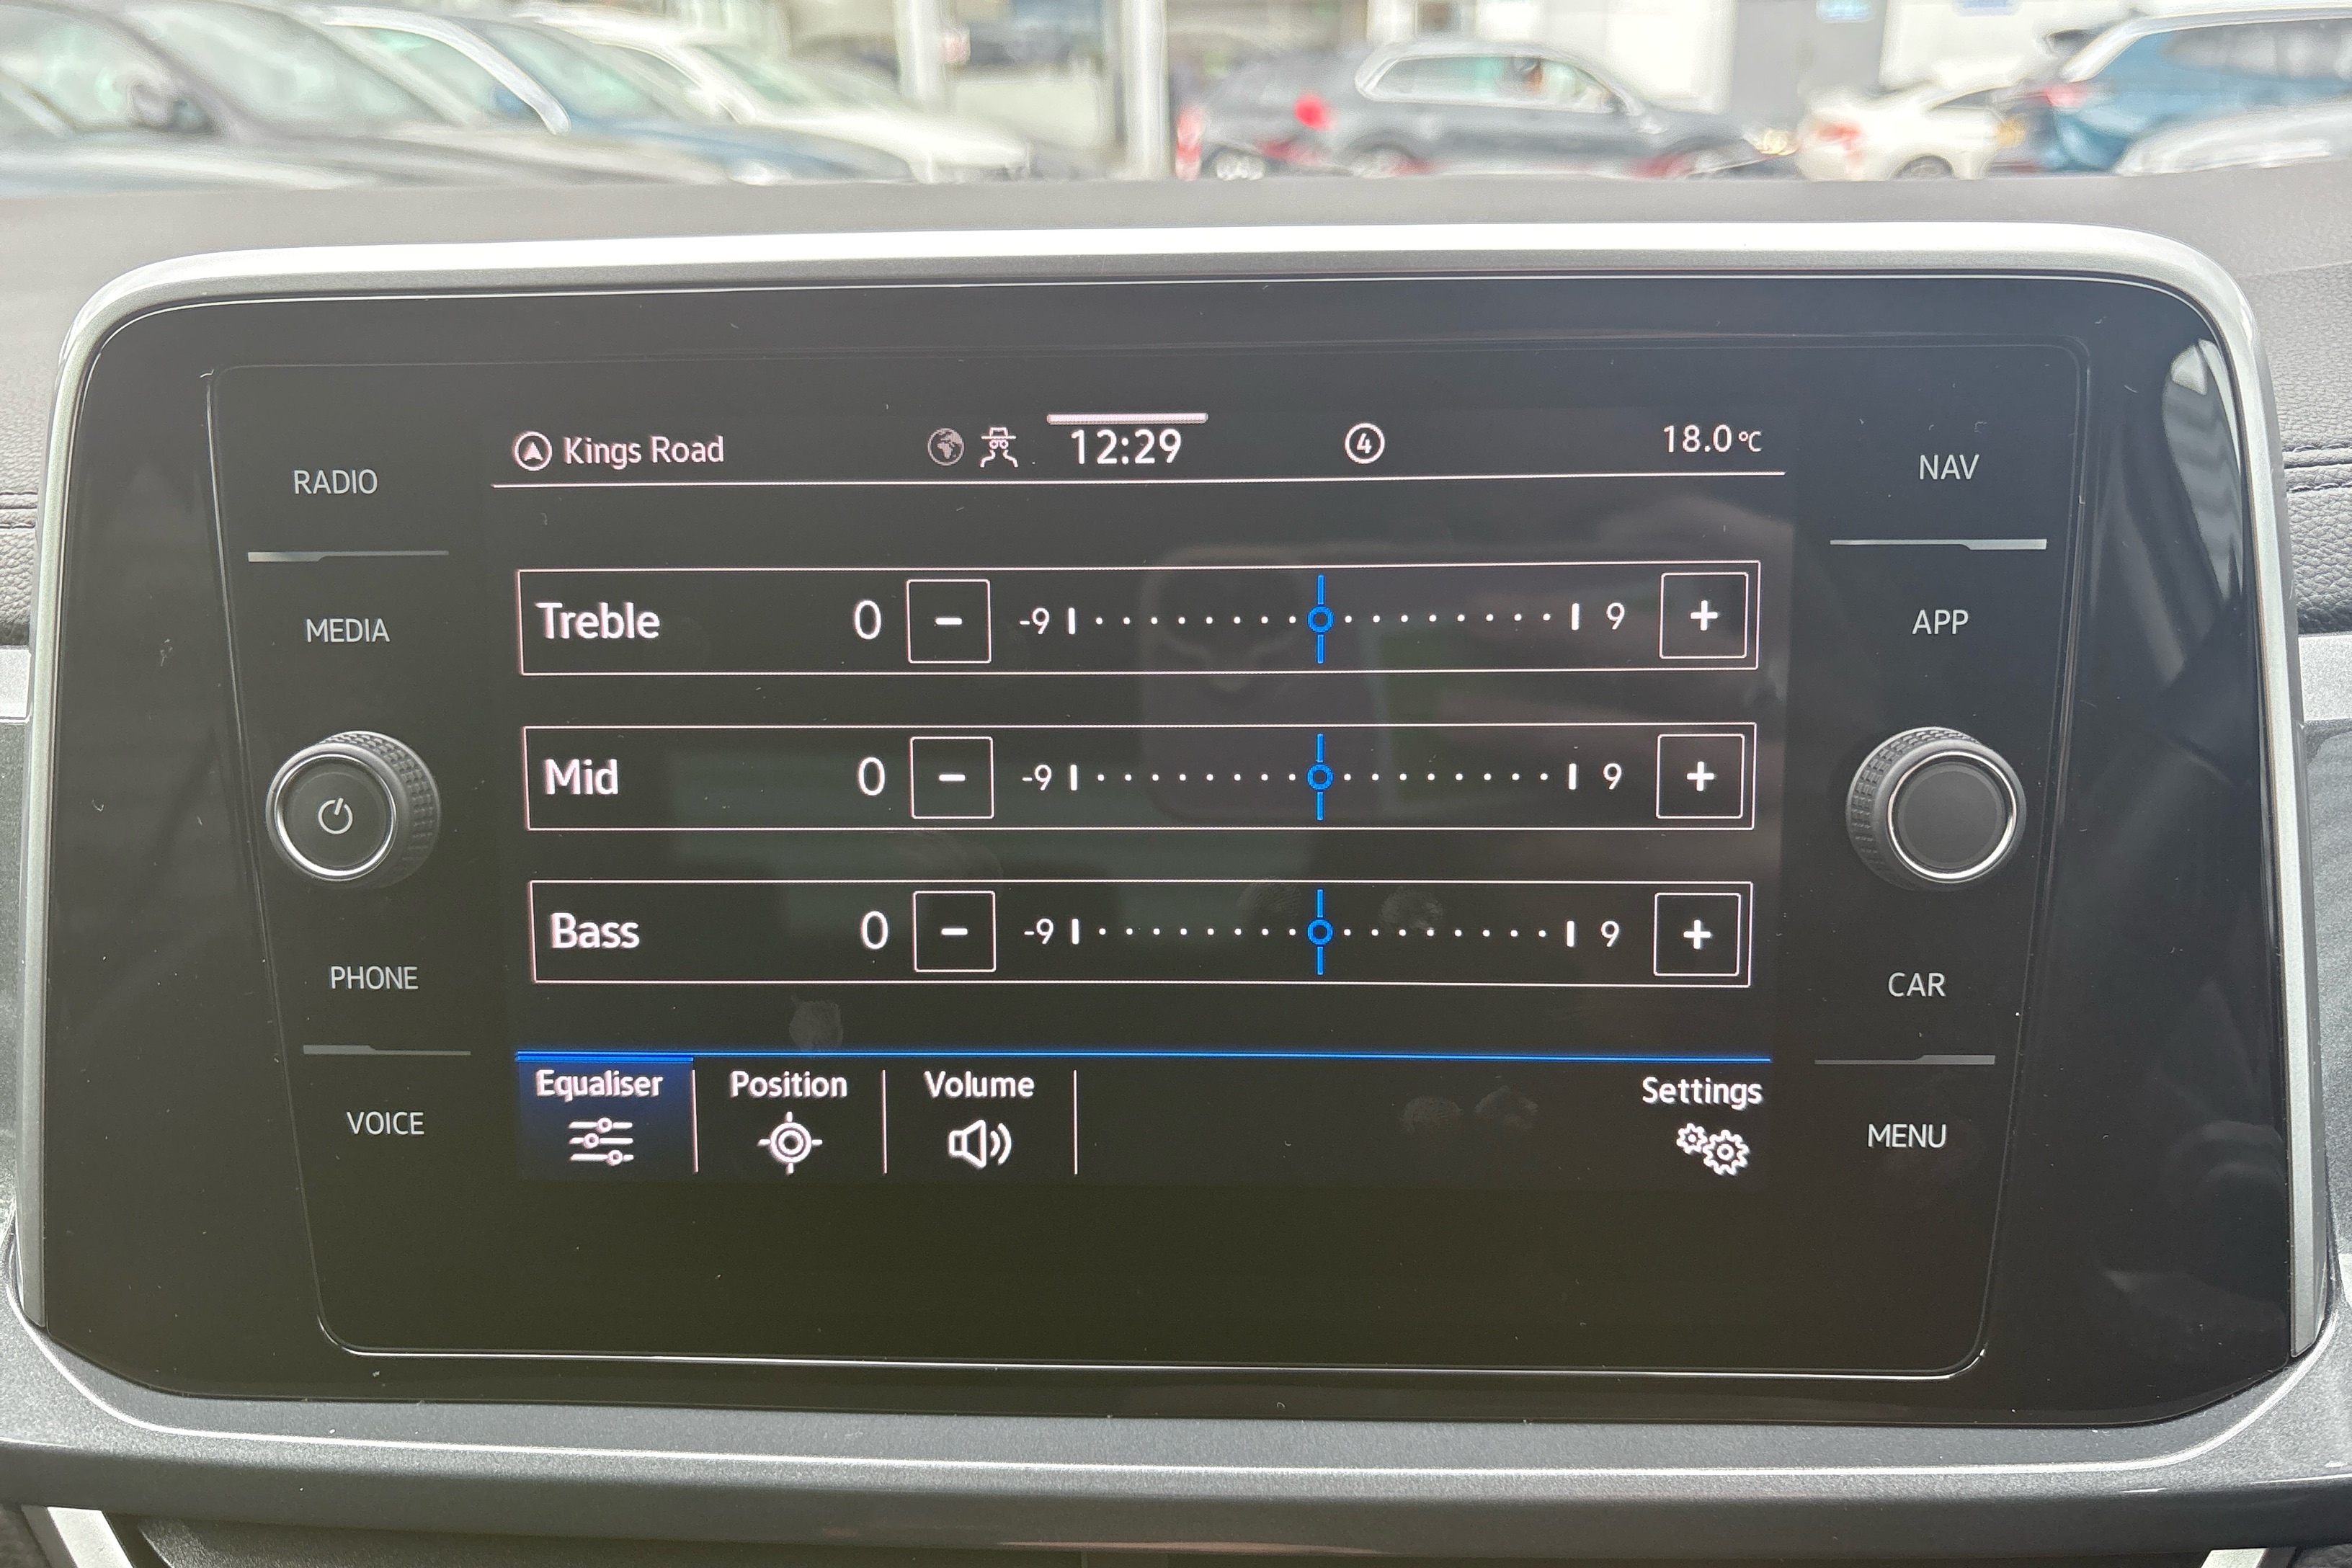 Kings Road 12:29 4 18.0°C
RADIO
NAV
Treble 0 - -9 9 +
MEDIA
APP
Mid 0 - -9 9 +
Bass 0 - -9 9 +
PHONE
CAR
Equaliser Position Volume Settings
VOICE
MENU